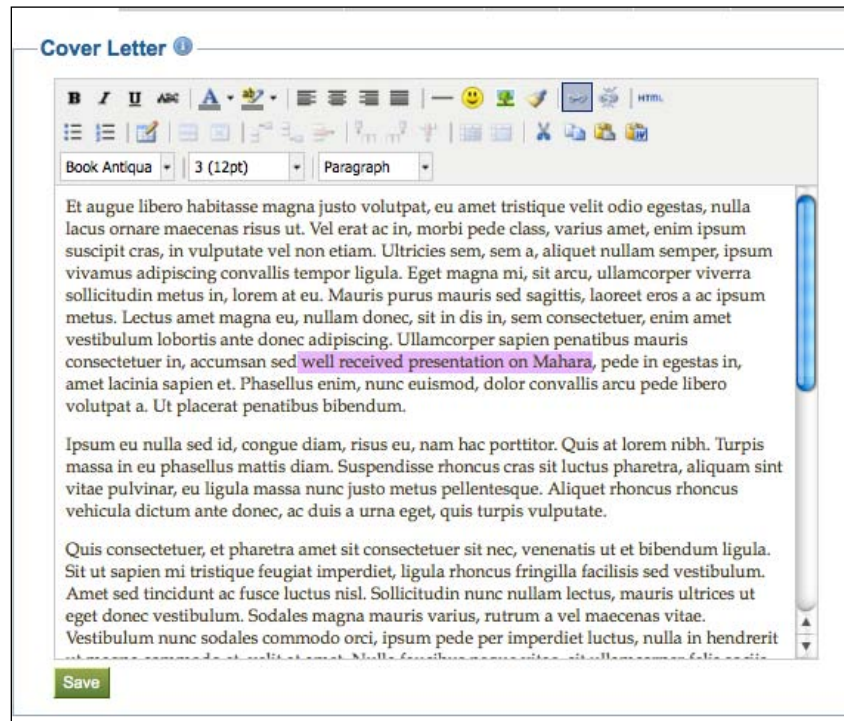 Cover Letter
B I U ABC A ab HTML
Book Antiqua 3 (12pt) Paragraph
Et augue libero habitasse magna justo volutpat, eu amet tristique velit odio egestas, nulla
lacus ornare maecenas risus ut. Vel erat ac in, morbi pede class, varius amet, enim ipsum
suscipit cras, in vulputate vel non etiam. Ultricies sem, sem a, aliquet nullam semper, ipsum
vivamus adipiscing convallis tempor ligula. Eget magna mi, sit arcu, ullamcorper viverra
sollicitudin metus in, lorem at eu. Mauris purus mauris sed sagittis, laoreet eros a ac ipsum
metus. Lectus amet magna eu, nullam donec, sit in dis in, sem consectetuer, enim amet
vestibulum lobortis ante donec adipiscing. Ullamcorper sapien penatibus mauris
consectetuer in, accumsan sed well received presentation on Mahara, pede in egestas in,
amet lacinia sapien et. Phasellus enim, nunc euismod, dolor convallis arcu pede libero
volutpat a. Ut placerat penatibus bibendum.
Ipsum eu nulla sed id, congue diam, risus eu, nam hac porttitor. Quis at lorem nibh. Turpis
massa in eu phasellus mattis diam. Suspendisse rhoncus cras sit luctus pharetra, aliquam sint
vitae pulvinar, eu ligula massa nunc justo metus pellentesque. Aliquet rhoncus rhoncus
vehicula dictum ante donec, ac duis a urna eget, quis turpis vulputate.
Quis consectetuer, et pharetra amet sit consectetuer sit nec, venenatis ut et bibendum ligula.
Sit ut sapien mi tristique feugiat imperdiet, ligula rhoncus fringilla facilisis sed vestibulum.
Amet sed tincidunt ac fusce luctus nisl. Sollicitudin nunc nullam lectus, mauris ultrices ut
eget donec vestibulum. Sodales magna mauris varius, rutrum a vel maecenas vitae.
Vestibulum nunc sodales commodo orci, ipsum pede per imperdiet luctus, nulla in hendrerit
Save